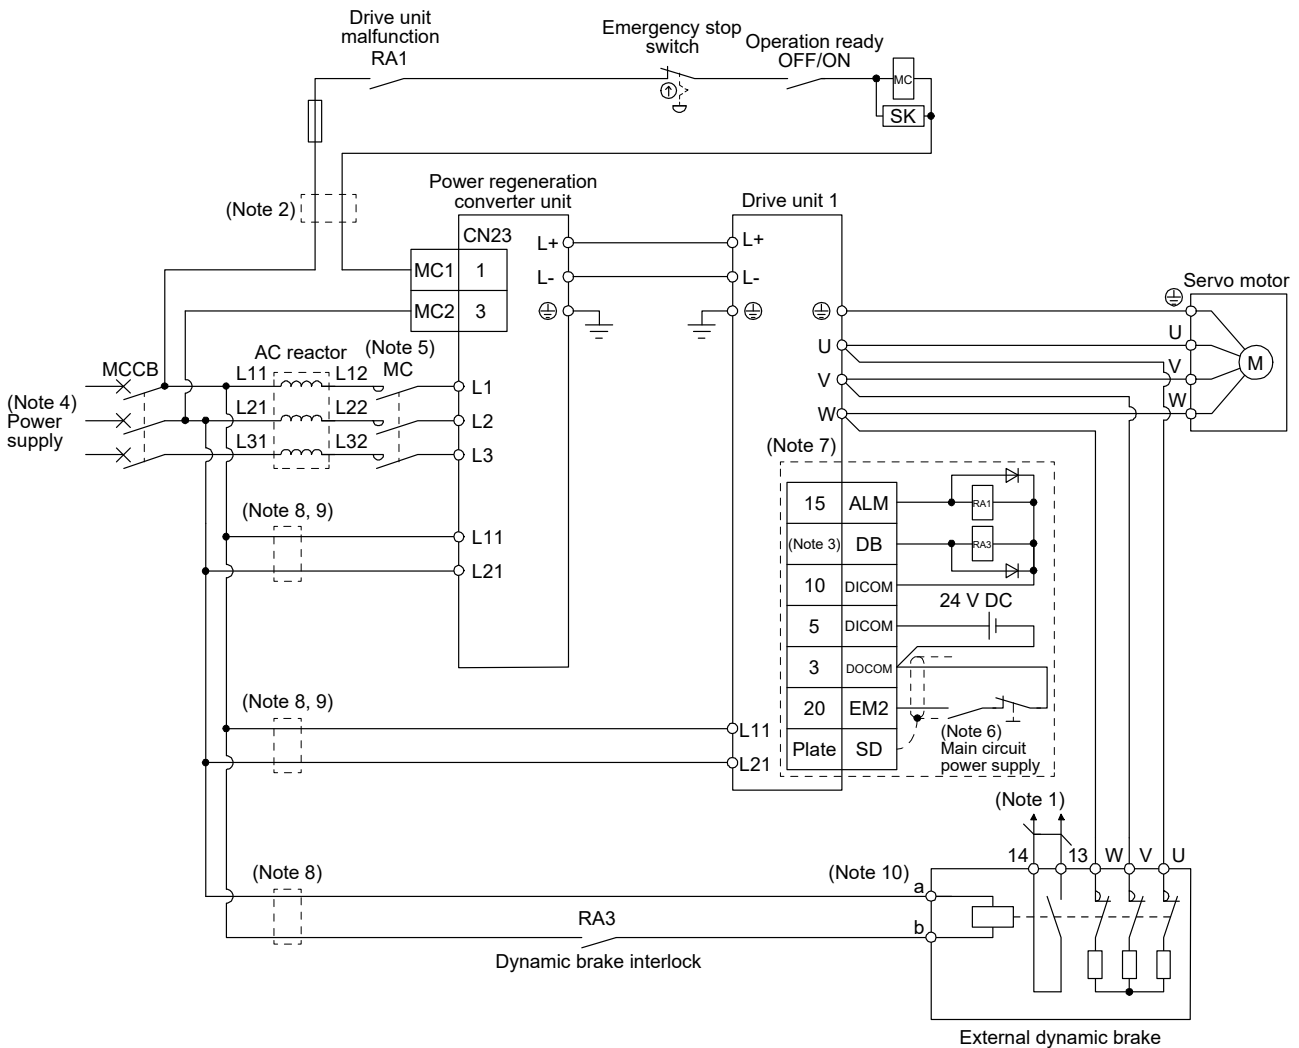 Drive unit
malfunction
RA1
Emergency stop
switch
Operation ready
OFF/ON
MC
SK
(Note 2)
Power regeneration
converter unit
Drive unit 1
CN23
MC1 1
MC2 3
L+
L-
L+
L-
Servo motor
U
V
W
M
U
V
W
(Note 4)
Power
supply
MCCB
AC reactor
(Note 5)
MC
L11 L12 L1
L21 L22 L2
L31 L32 L3
(Note 7)
(Note 8, 9)
L11
L21
15 ALM RA1
(Note 3) DB RA3
10 DICOM
24 V DC
5 DICOM
3 DOCOM
20 EM2
Plate SD
(Note 6)
Main circuit
power supply
(Note 8, 9)
L11
L21
(Note 1)
14 13 W V U
(Note 8)
(Note 10)
a
b
RA3
Dynamic brake interlock
External dynamic brake